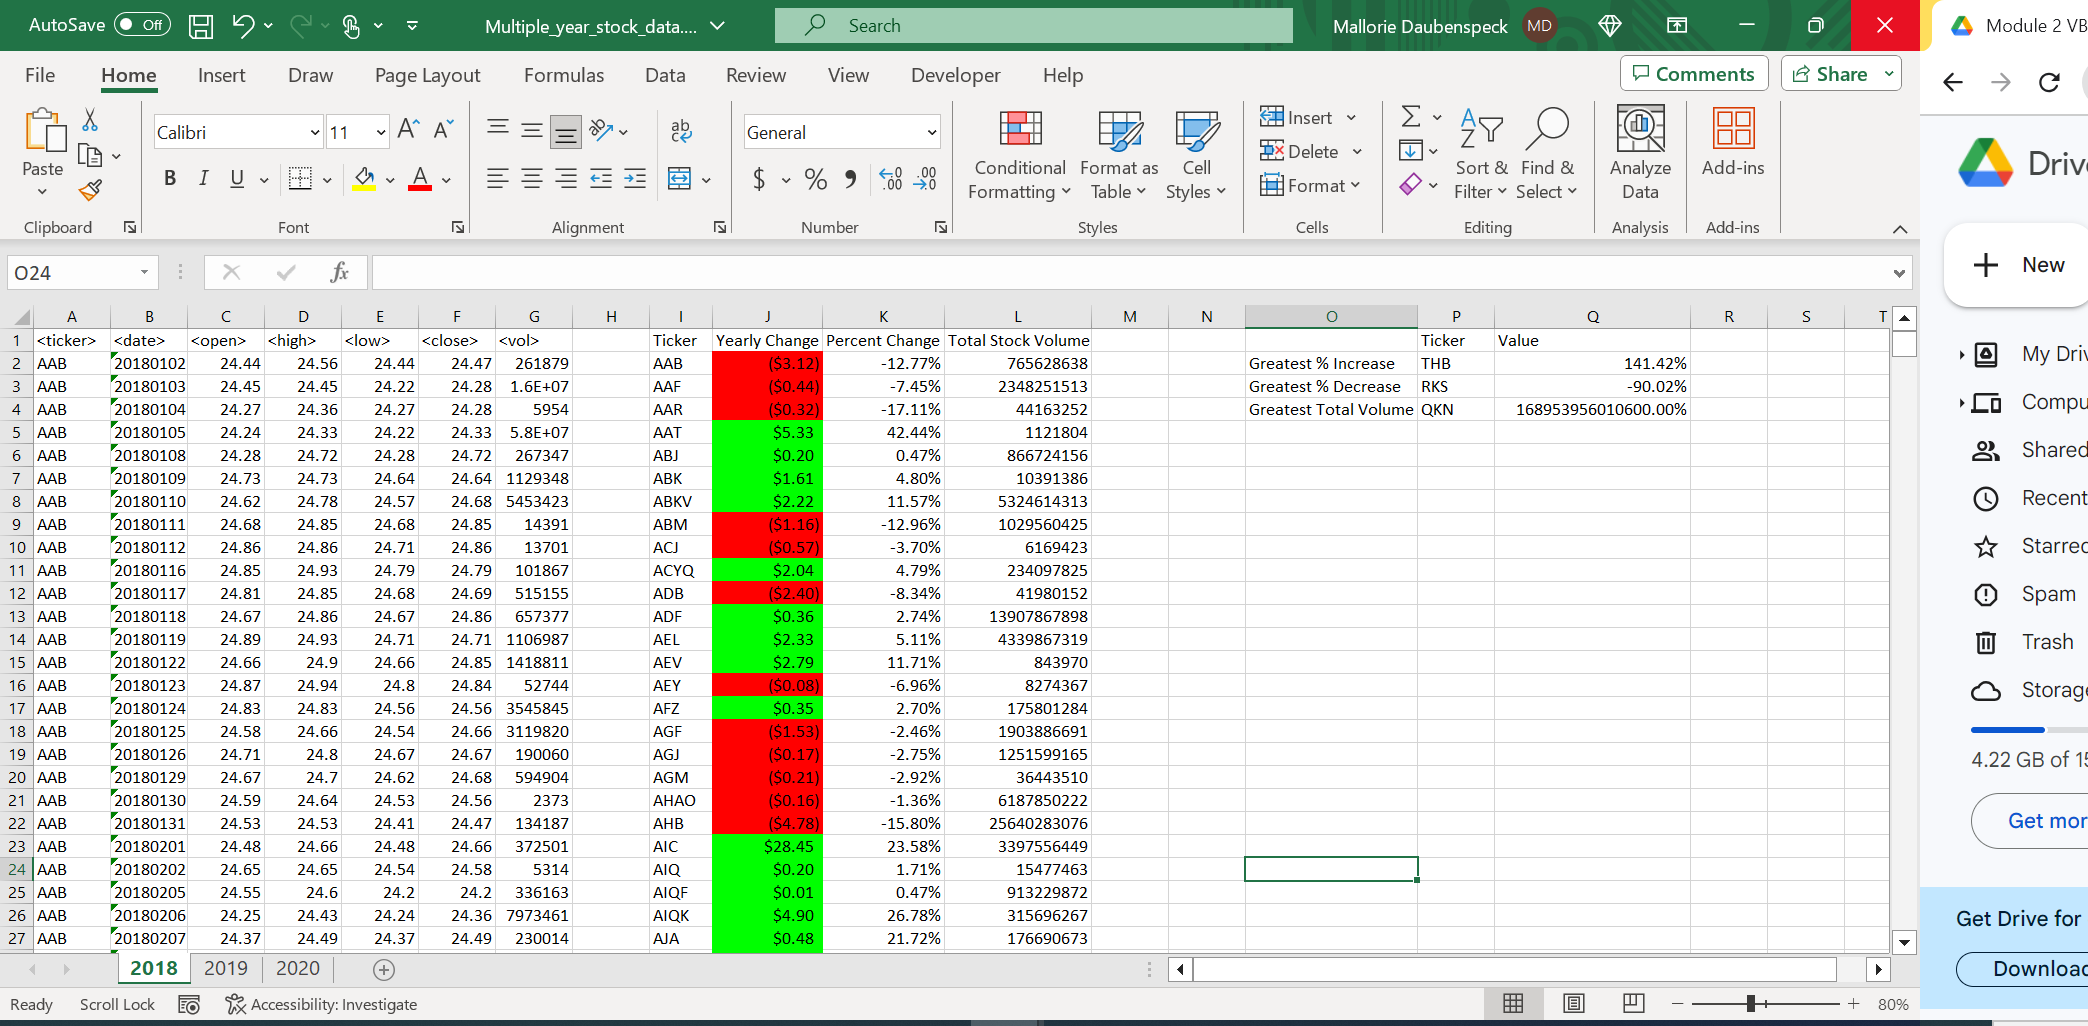 AutoSave Off Multiple_year_stock_data.... Search Mallorie Daubenspeck MD
File Home Insert Draw Page Layout Formulas Data Review View Developer Help Comments Share
Paste Calibri 11 General
Conditional Formatting Format as Table Cell Styles Insert Delete Format Sort & Filter Find & Select Analyze Data Add-ins
Clipboard Font Alignment Number Styles Cells Editing Analysis Add-ins
O24 fx
A B C D E F G H I J K L M N O P Q R S T
1 <ticker> <date> <open> <high> <low> <close> <vol> Ticker Yearly Change Percent Change Total Stock Volume Ticker Value
2 AAB 20180102 24.44 24.56 24.44 24.47 261879 AAB ($3.12) -12.77% 765628638 Greatest % Increase THB 141.42%
3 AAB 20180103 24.45 24.45 24.22 24.28 1.6E+07 AAF ($0.44) -7.45% 2348251513 Greatest % Decrease RKS -90.02%
4 AAB 20180104 24.27 24.36 24.27 24.28 5954 AAR ($0.32) -17.11% 44163252 Greatest Total Volume QKN 168953956010600.00%
5 AAB 20180105 24.24 24.33 24.22 24.33 5.8E+07 AAT $5.33 42.44% 1121804
6 AAB 20180108 24.28 24.72 24.28 24.72 267347 ABJ $0.20 0.47% 866724156
7 AAB 20180109 24.73 24.73 24.64 24.64 1129348 ABK $1.61 4.80% 10391386
8 AAB 20180110 24.62 24.78 24.57 24.68 5453423 ABKV $2.22 11.57% 5324614313
9 AAB 20180111 24.68 24.85 24.68 24.85 14391 ABM ($1.16) -12.96% 1029560425
10 AAB 20180112 24.86 24.86 24.71 24.86 13701 ACJ ($0.57) -3.70% 6169423
11 AAB 20180116 24.85 24.93 24.79 24.79 101867 ACYQ $2.04 4.79% 234097825
12 AAB 20180117 24.81 24.85 24.68 24.69 515155 ADB ($2.40) -8.34% 41980152
13 AAB 20180118 24.67 24.86 24.67 24.86 657377 ADF $0.36 2.74% 13907867898
14 AAB 20180119 24.89 24.93 24.71 24.71 1106987 AEL $2.33 5.11% 4339867319
15 AAB 20180122 24.66 24.9 24.66 24.85 1418811 AEV $2.79 11.71% 843970
16 AAB 20180123 24.87 24.94 24.8 24.84 52744 AEY ($0.08) -6.96% 8274367
17 AAB 20180124 24.83 24.83 24.56 24.56 3545845 AFZ $0.35 2.70% 175801284
18 AAB 20180125 24.58 24.66 24.54 24.66 3119820 AGF ($1.53) -2.46% 1903886691
19 AAB 20180126 24.71 24.8 24.67 24.67 190060 AGJ ($0.17) -2.75% 1251599165
20 AAB 20180129 24.67 24.7 24.62 24.68 594904 AGM ($0.21) -2.92% 36443510
21 AAB 20180130 24.59 24.64 24.53 24.56 2373 AHAO ($0.16) -1.36% 6187850222
22 AAB 20180131 24.53 24.53 24.41 24.47 134187 AHB ($4.78) -15.80% 25640283076
23 AAB 20180201 24.48 24.66 24.48 24.66 372501 AIC $28.45 23.58% 3397556449
24 AAB 20180202 24.65 24.65 24.54 24.58 5314 AIQ $0.20 1.71% 15477463
25 AAB 20180205 24.55 24.6 24.2 24.2 336163 AIQF $0.01 0.47% 913229872
26 AAB 20180206 24.25 24.43 24.24 24.36 7973461 AIQK $4.90 26.78% 315696267
27 AAB 20180207 24.37 24.49 24.37 24.49 230014 AJA $0.48 21.72% 176690673
2018 2019 2020
Ready Scroll Lock Accessibility: Investigate 80%
Module 2 VB
Driv
New
My Driv
Compu
Shared
Recent
Starred
Spam
Trash
Storage
4.22 GB of 15
Get mor
Get Drive for
Download